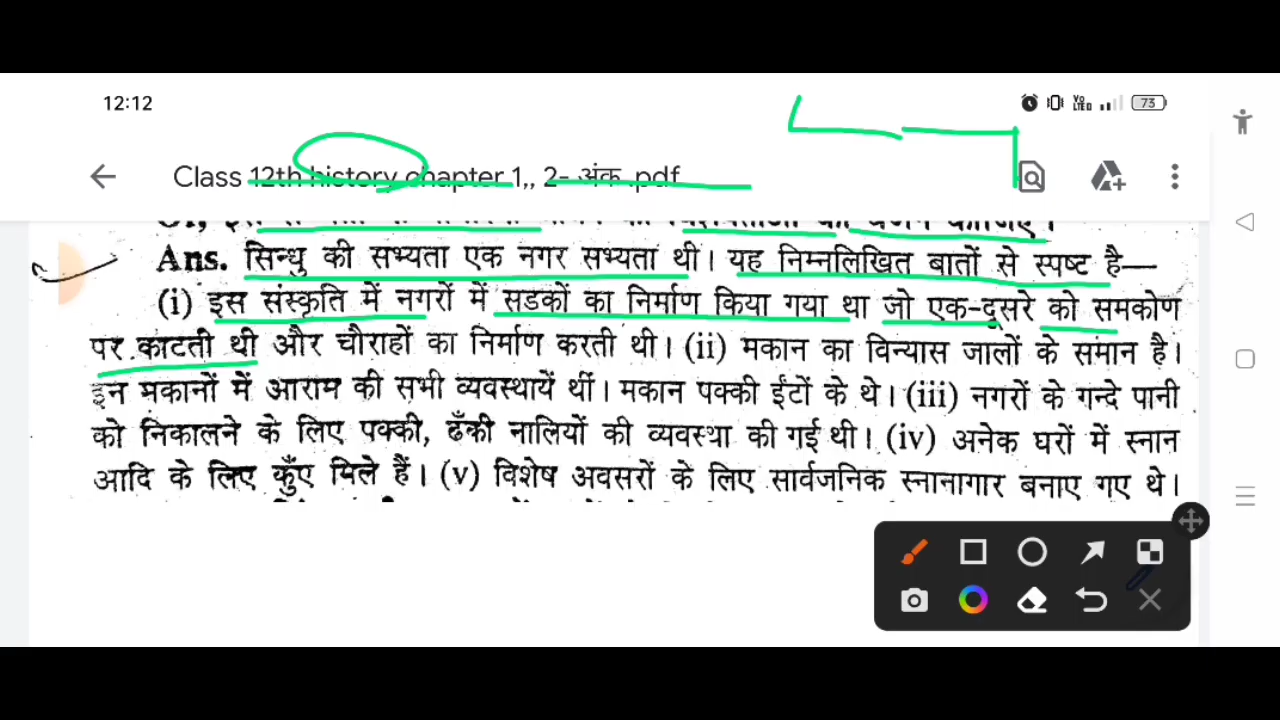 12:12
73
Class 12th history chapter 1,, 2- अंक .pdf
Ans. सिन्धु की सभ्यता एक नगर सभ्यता थी। यह निम्नलिखित बातों से स्पष्ट है—
(i) इस संस्कृति में नगरों में सडकों का निर्माण किया गया था जो एक-दूसरे को समकोण
पर काटती थी और चौराहों का निर्माण करती थी। (ii) मकान का विन्यास जालों के समान है।
इन मकानों में आराम की सभी व्यवस्थायें थीं। मकान पक्की ईंटों के थे। (iii) नगरों के गन्दे पानी
को निकालने के लिए पक्की, ढँकी नालियों की व्यवस्था की गई थी। (iv) अनेक घरों में स्नान
आदि के लिए कुँए मिले हैं। (v) विशेष अवसरों के लिए सार्वजनिक स्नानागार बनाए गए थे।